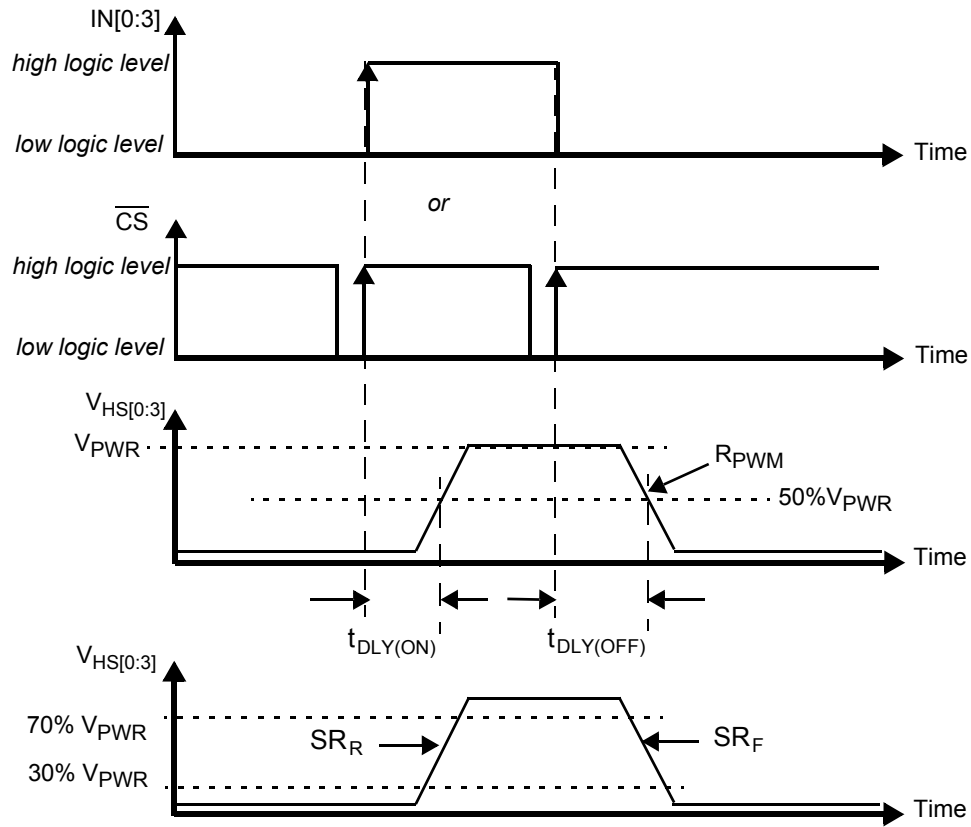 IN[0:3]
high logic level
low logic level
Time
or
CS
high logic level
low logic level
Time
VHS[0:3]
VPWR
RPWM
50%VPWR
Time
tDLY(ON)
tDLY(OFF)
VHS[0:3]
70% VPWR
SRR
SRF
30% VPWR
Time